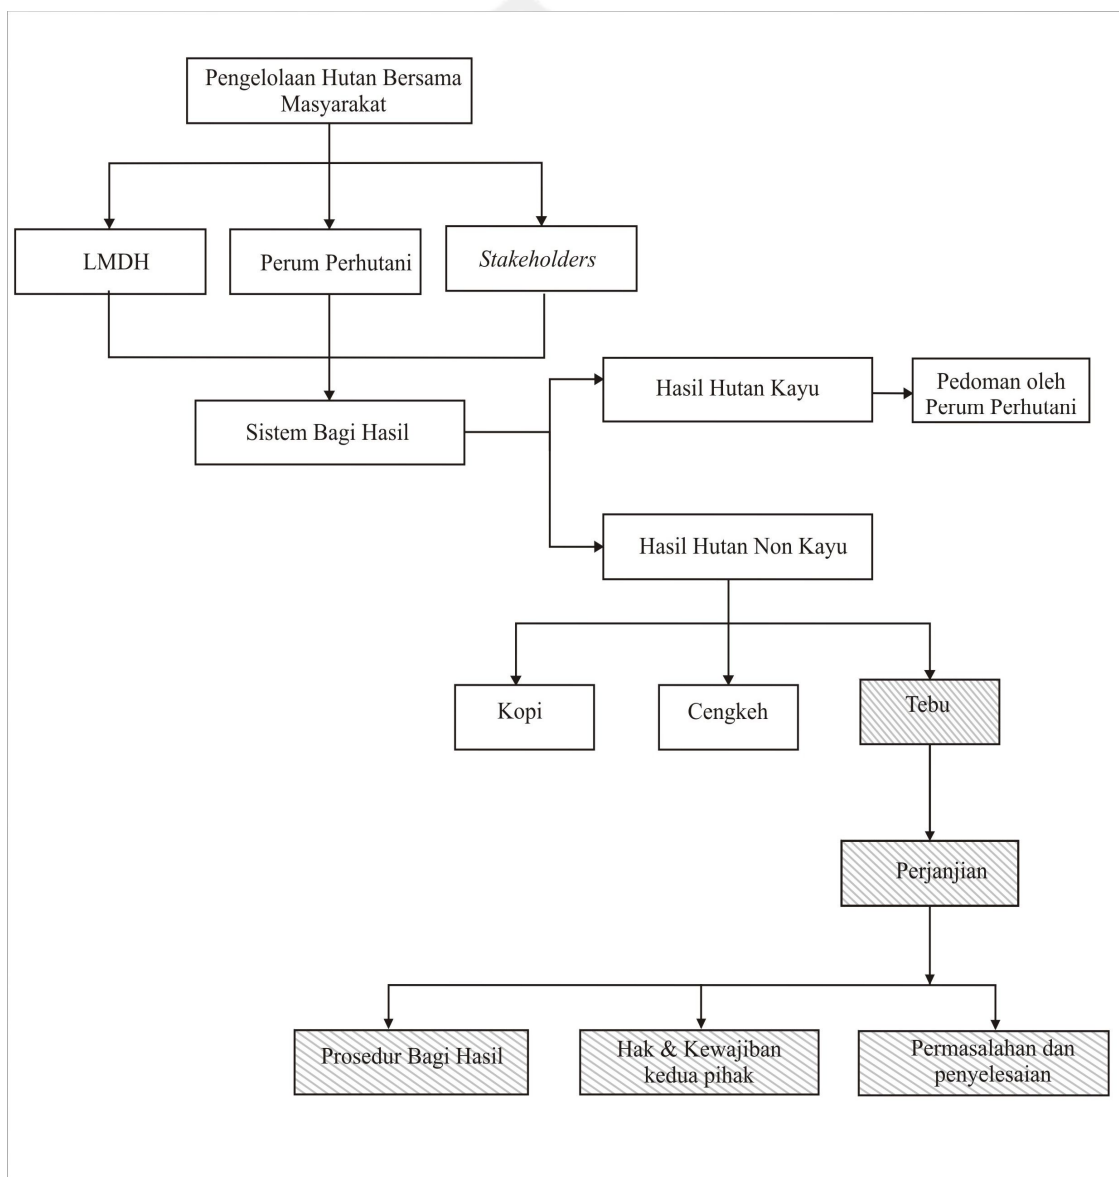 Pengelolaan Hutan Bersama
Masyarakat
LMDH
Perum Perhutani
Stakeholders
Hasil Hutan Kayu
Pedoman oleh
Perum Perhutani
Sistem Bagi Hasil
Hasil Hutan Non Kayu
Kopi
Cengkeh
Tebu
Perjanjian
Prosedur Bagi Hasil
Hak & Kewajiban
kedua pihak
Permasalahan dan
penyelesaian